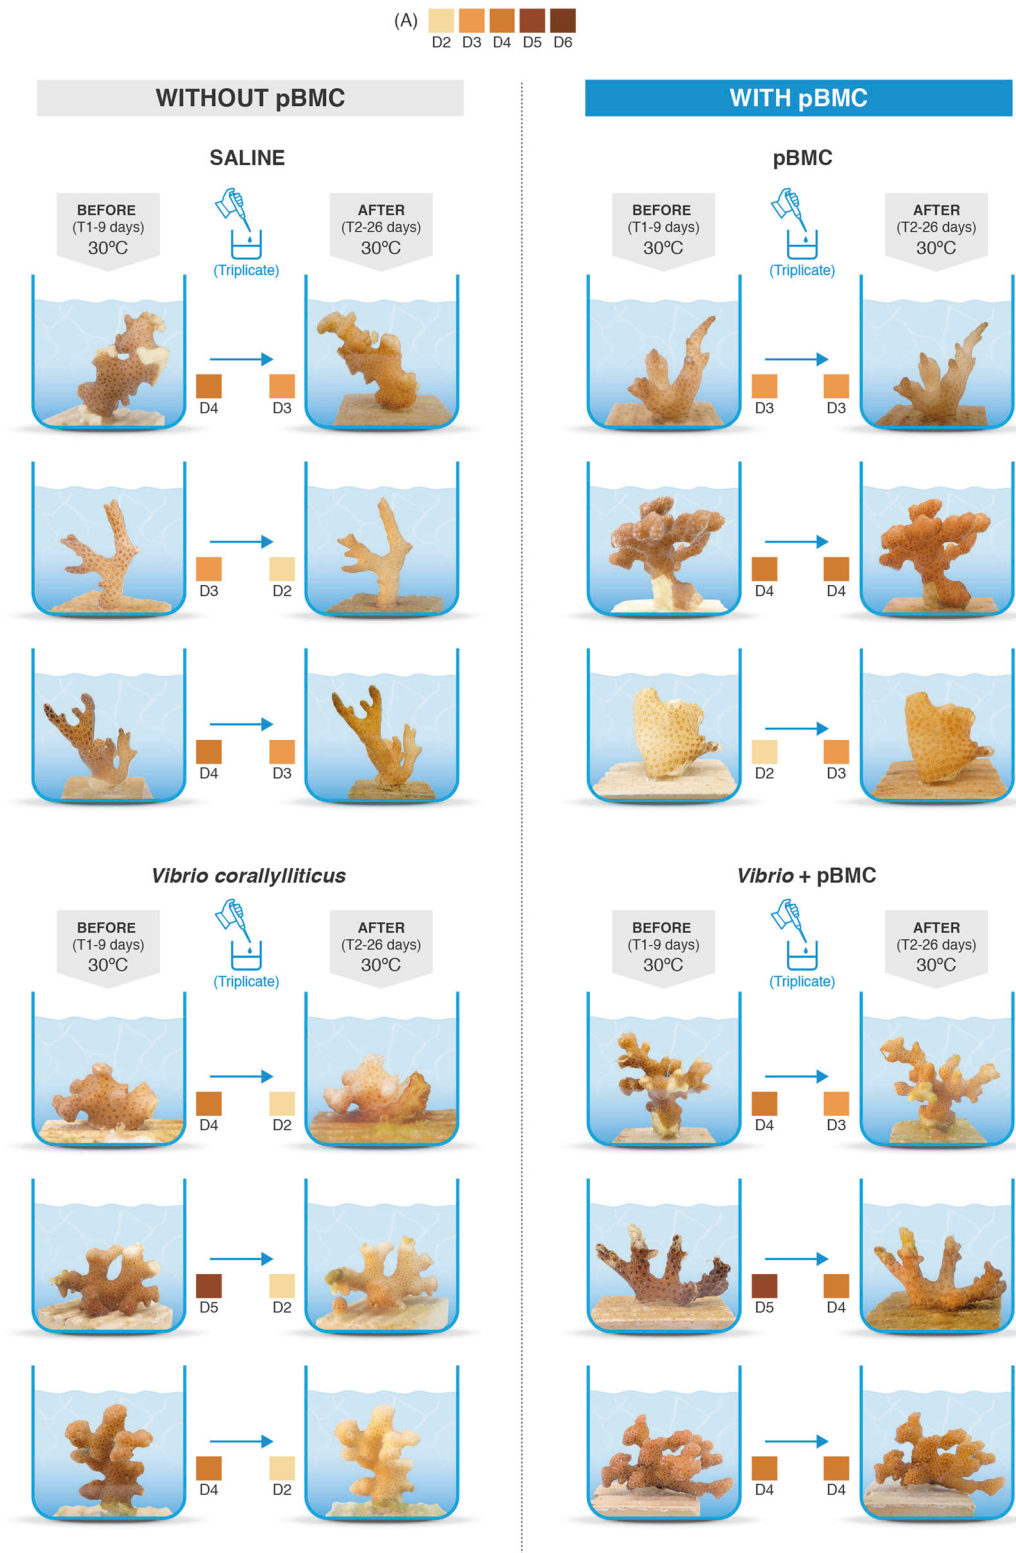 (A)
D2 D3 D4 D5 D6
WITHOUT pBMC
SALINE
BEFORE
(T1-9 days)
30ºC
(Triplicate)
AFTER
(T2-26 days)
30ºC
D4 D3
D3 D2
D4 D3
Vibrio corallylliticus
BEFORE
(T1-9 days)
30ºC
(Triplicate)
AFTER
(T2-26 days)
30ºC
D4 D2
D5 D2
D4 D2
WITH pBMC
pBMC
BEFORE
(T1-9 days)
30ºC
(Triplicate)
AFTER
(T2-26 days)
30ºC
D3 D3
D4 D4
D2 D3
Vibrio + pBMC
BEFORE
(T1-9 days)
30ºC
(Triplicate)
AFTER
(T2-26 days)
30ºC
D4 D3
D5 D4
D4 D4